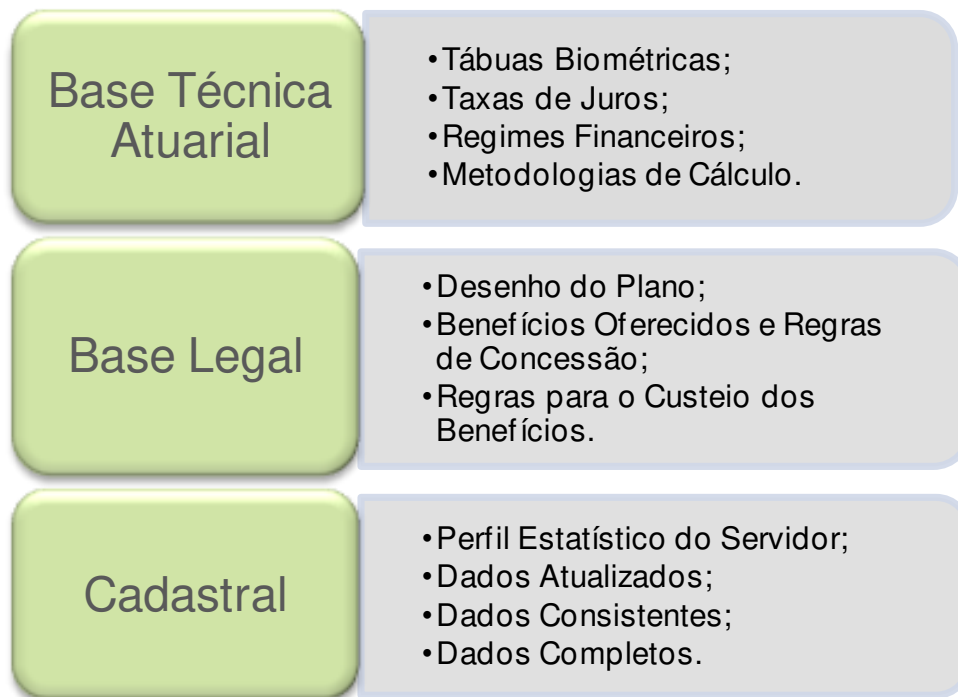 Base Técnica
Atuarial
•Tábuas Biométricas;
•Taxas de Juros;
•Regimes Financeiros;
•Metodologias de Cálculo.
Base Legal
•Desenho do Plano;
•Benefícios Oferecidos e Regras
de Concessão;
•Regras para o Custeio dos
Benefícios.
Cadastral
•Perfil Estatístico do Servidor;
•Dados Atualizados;
•Dados Consistentes;
•Dados Completos.